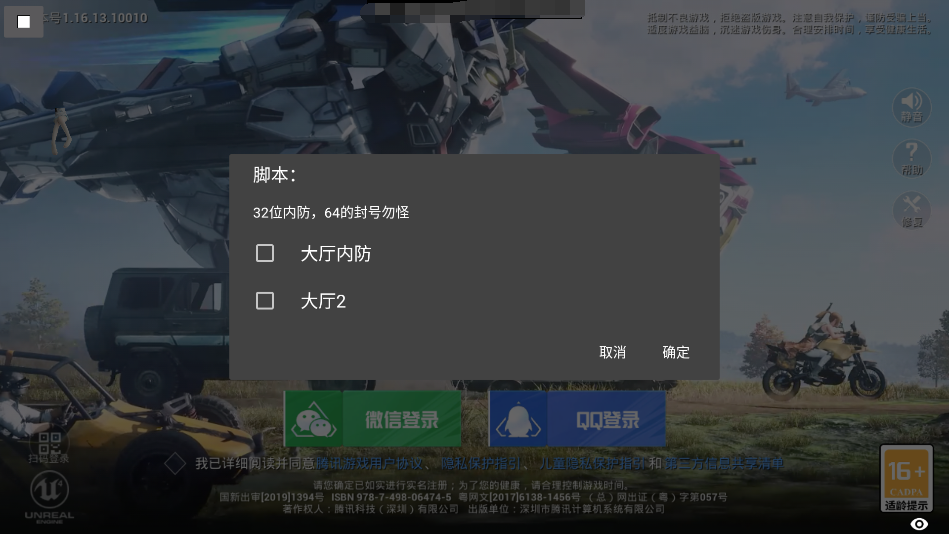 本号1.16.13.10010
抵制不良游戏，拒绝盗版游戏。注意自我保护，谨防受骗上当。
适度游戏益脑，沉迷游戏伤身。合理安排时间，享受健康生活。
静音
帮助
修复
脚本：
32位内防，64的封号勿怪
大厅内防
大厅2
取消 确定
微信登录 QQ登录
扫码登录
我已详细阅读并同意腾讯游戏用户协议、隐私保护指引、儿童隐私保护指引 和 第三方信息共享清单
请您确定已如实进行实名注册；为了您的健康，请合理控制游戏时间。
国新出审[2019]1394号 ISBN 978-7-498-06474-5 粤网文[2017]6138-1456号 （总）网出证（粤）字第057号
著作权人：腾讯科技（深圳）有限公司 出版单位：深圳市腾讯计算机系统有限公司
UNREAL
ENGINE
16+
CADPA
适龄提示